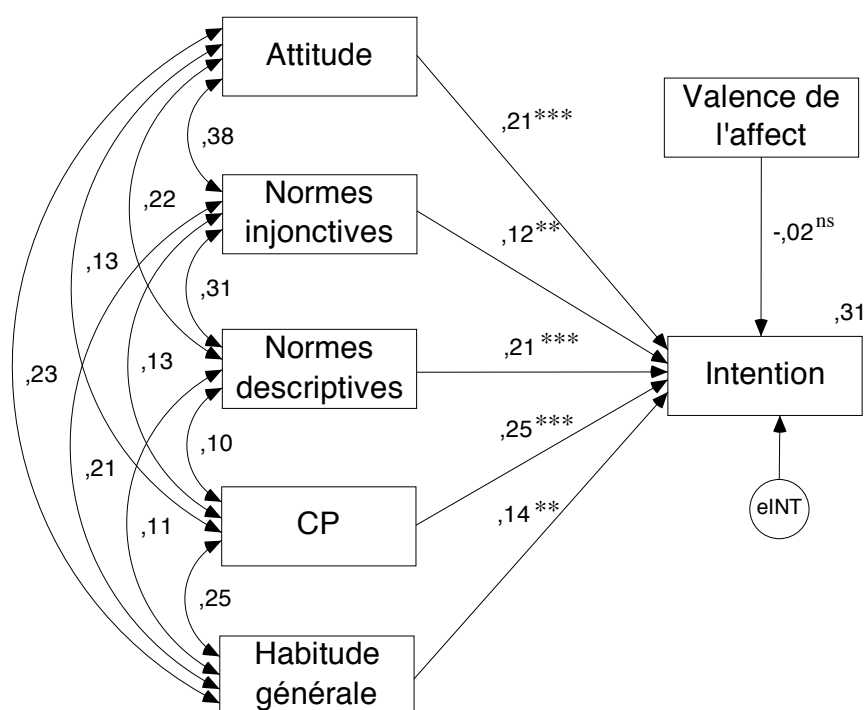 Attitude
Valence de
l'affect
,21***
,38
Normes
injonctives
,22
,12**
-,02ns
,13
,31
,31
Normes
descriptives
,21***
Intention
,23
,13
,10
,25***
,21
,11
CP
,14**
eINT
,25
Habitude
générale